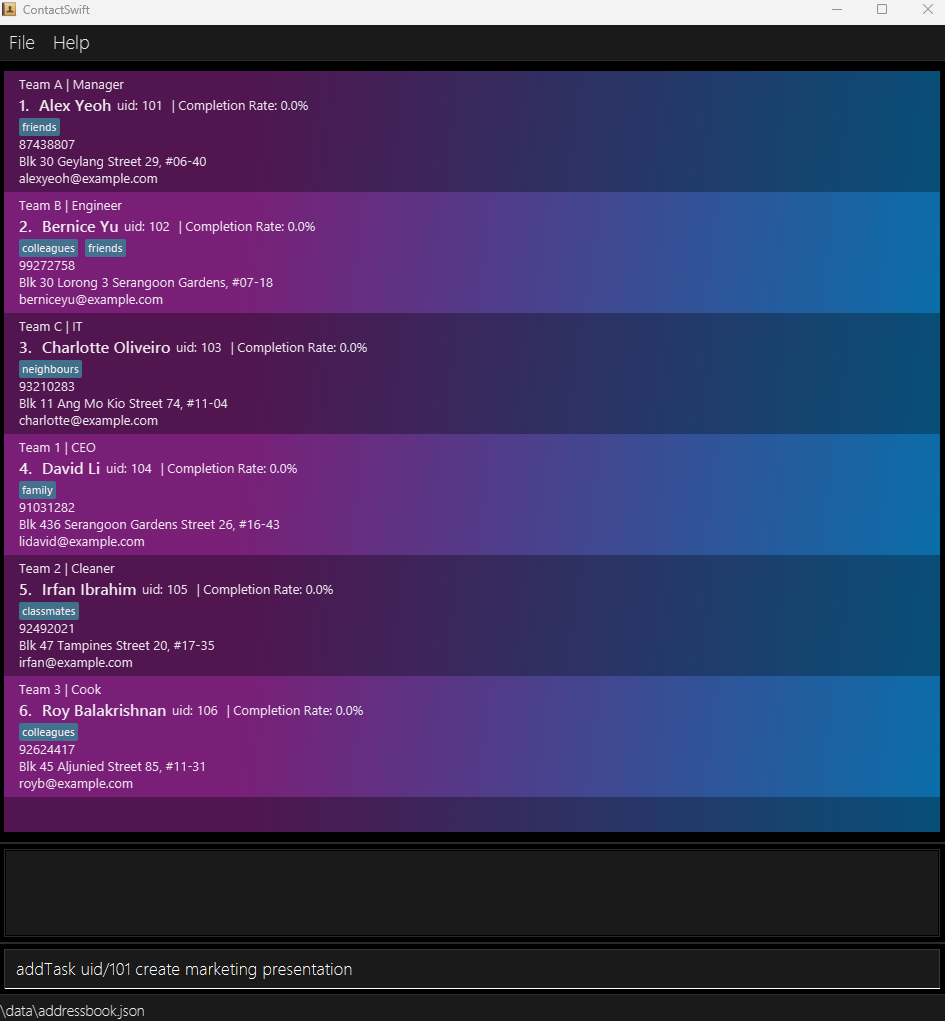 ContactSwift
File Help
Team A | Manager
1. Alex Yeoh uid: 101 | Completion Rate: 0.0%
friends
87438807
Blk 30 Geylang Street 29, #06-40
alexyeoh@example.com
Team B | Engineer
2. Bernice Yu uid: 102 | Completion Rate: 0.0%
colleagues friends
99272758
Blk 30 Lorong 3 Serangoon Gardens, #07-18
berniceyu@example.com
Team C | IT
3. Charlotte Oliveiro uid: 103 | Completion Rate: 0.0%
neighbours
93210283
Blk 11 Ang Mo Kio Street 74, #11-04
charlotte@example.com
Team 1 | CEO
4. David Li uid: 104 | Completion Rate: 0.0%
family
91031282
Blk 436 Serangoon Gardens Street 26, #16-43
lidavid@example.com
Team 2 | Cleaner
5. Irfan Ibrahim uid: 105 | Completion Rate: 0.0%
classmates
92492021
Blk 47 Tampines Street 20, #17-35
irfan@example.com
Team 3 | Cook
6. Roy Balakrishnan uid: 106 | Completion Rate: 0.0%
colleagues
92624417
Blk 45 Aljunied Street 85, #11-31
royb@example.com
addTask uid/101 create marketing presentation
\data\addressbook.json